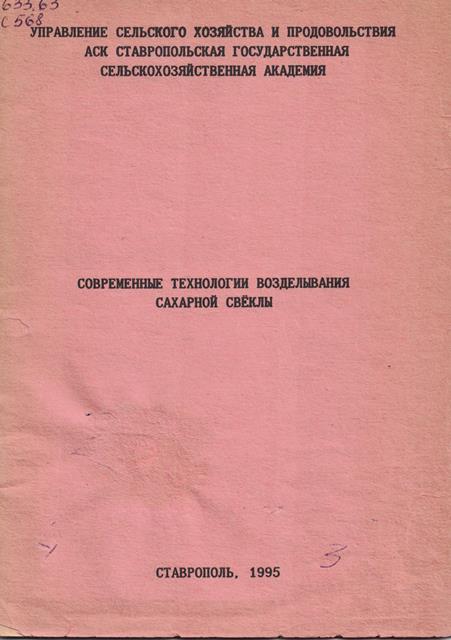 633.63
С 568
УПРАВЛЕНИЕ СЕЛЬСКОГО ХОЗЯЙСТВА И ПРОДОВОЛЬСТВИЯ
АСК СТАВРОПОЛЬСКАЯ ГОСУДАРСТВЕННАЯ
СЕЛЬСКОХОЗЯЙСТВЕННАЯ АКАДЕМИЯ
СОВРЕМЕННЫЕ ТЕХНОЛОГИИ ВОЗДЕЛЫВАНИЯ
САХАРНОЙ СВЁКЛЫ
3
СТАВРОПОЛЬ, 1995